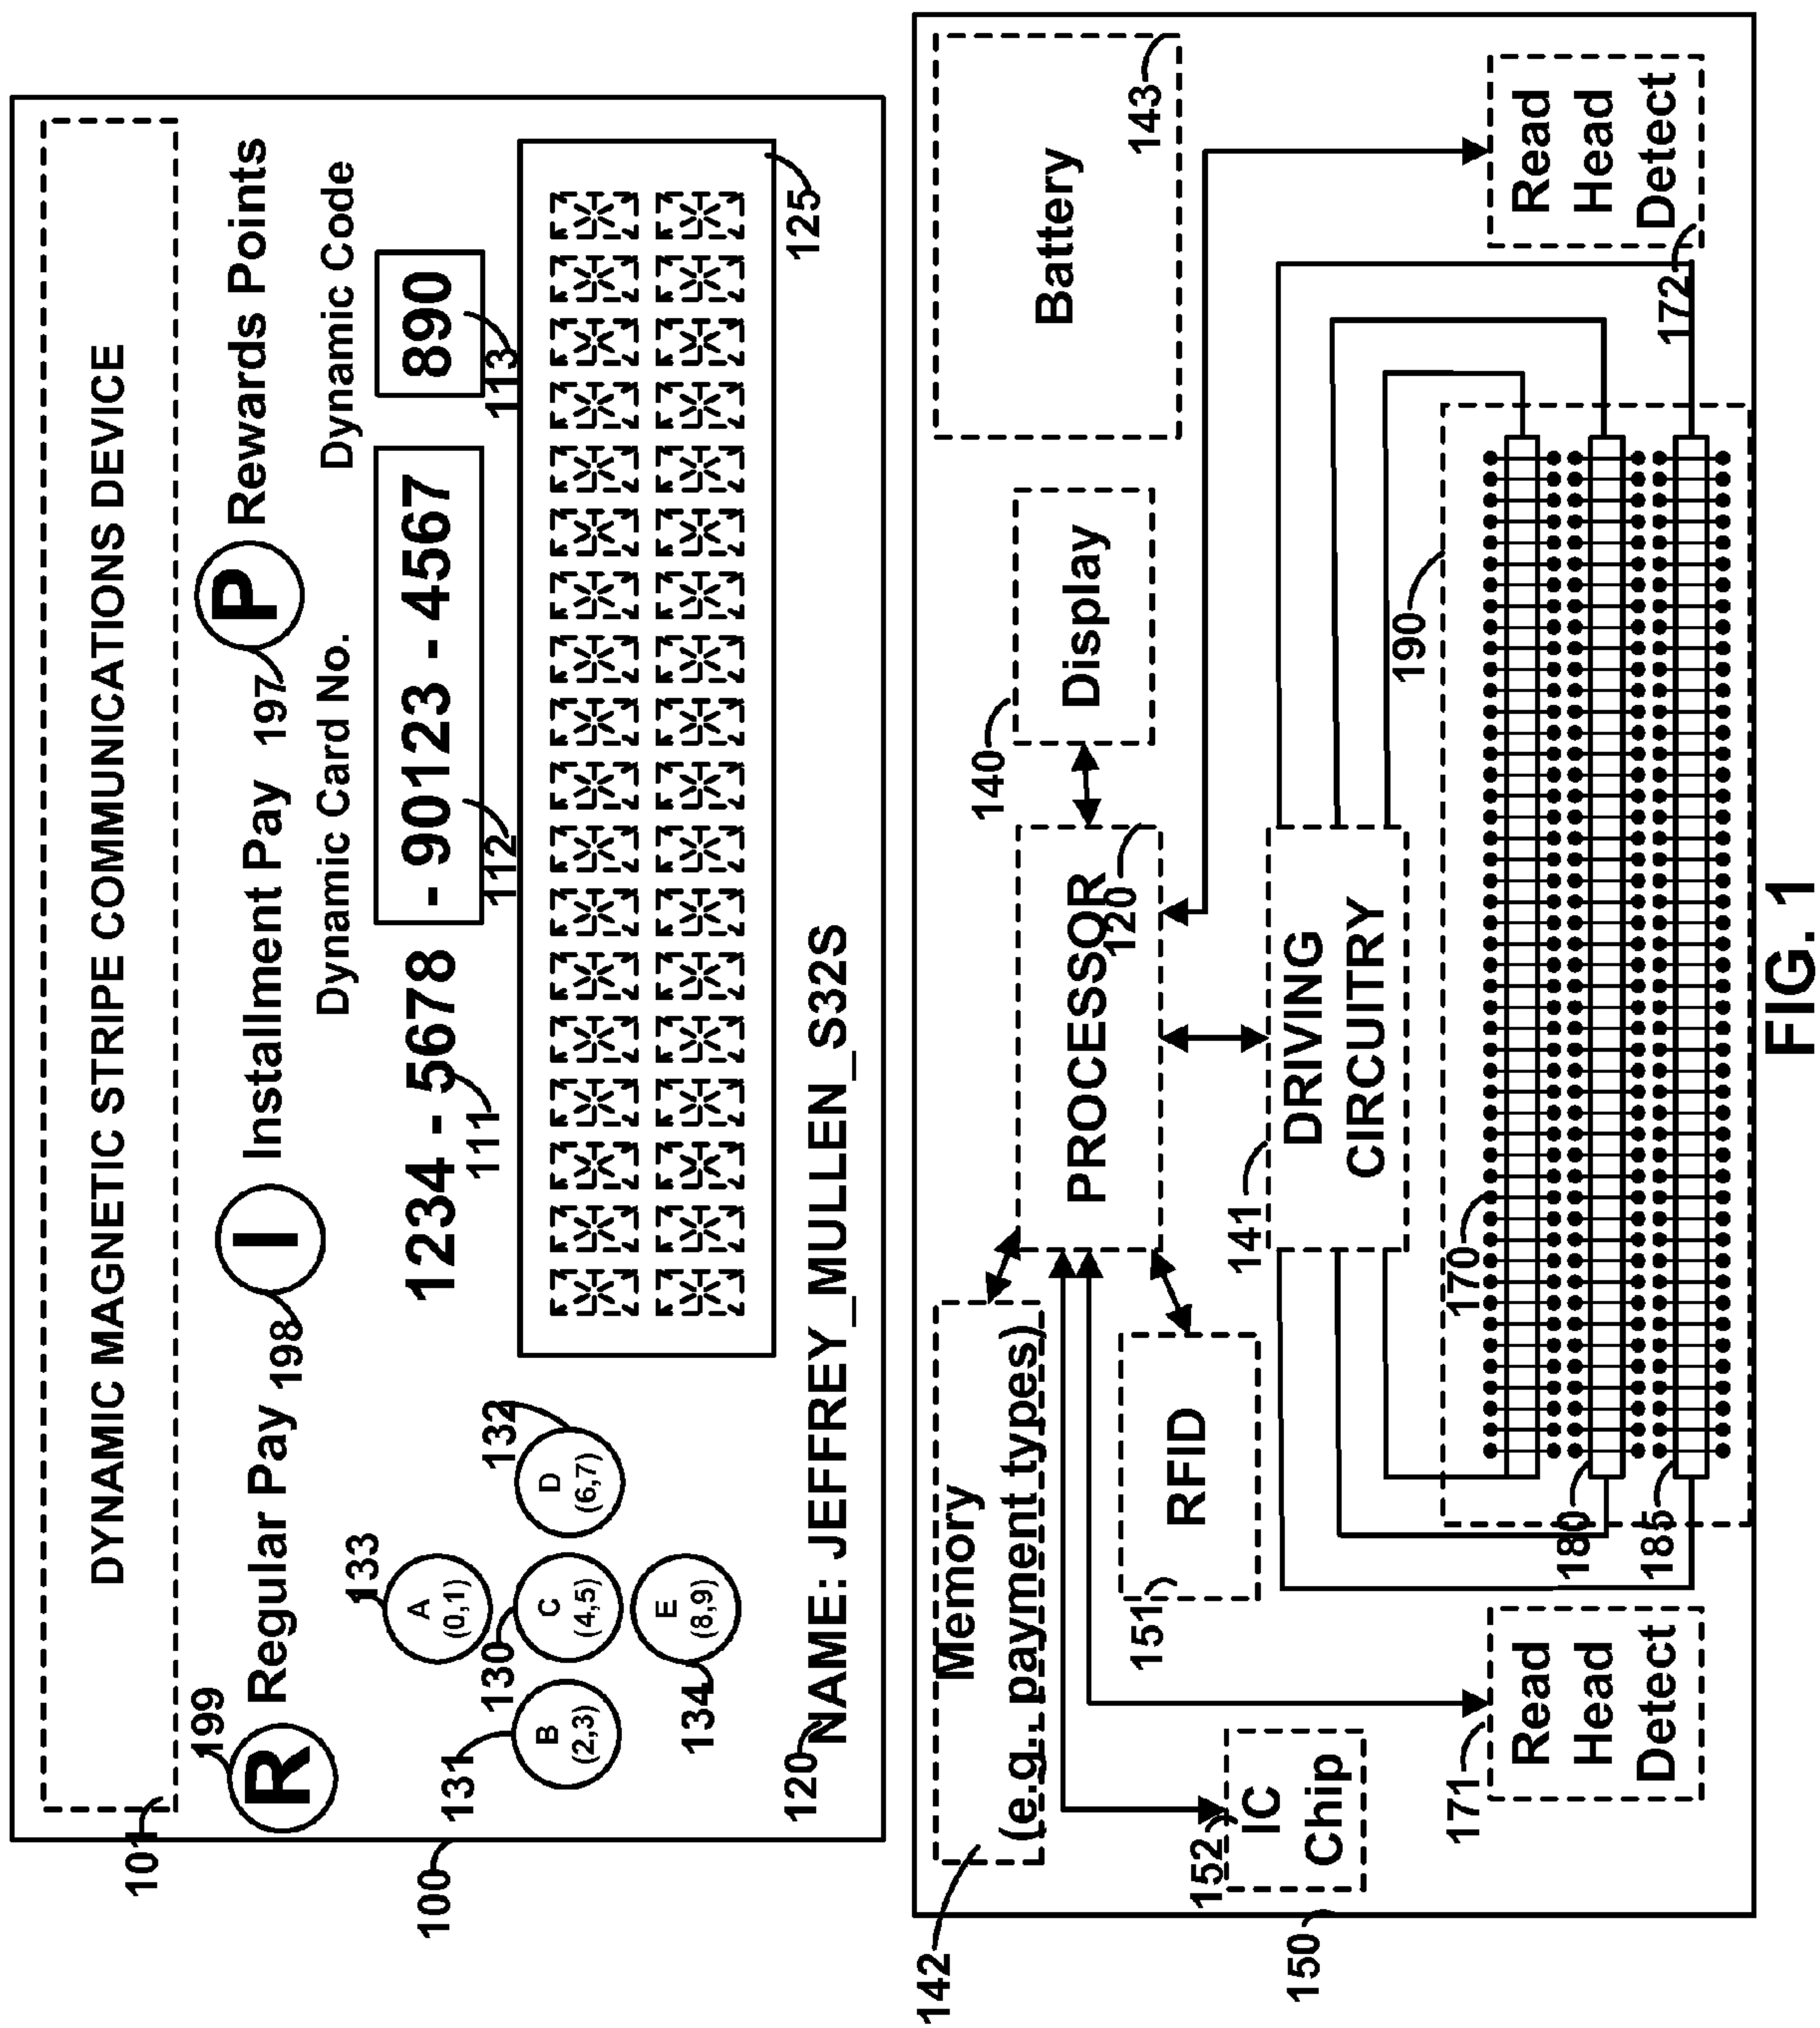 101
DYNAMIC MAGNETIC STRIPE COMMUNICATIONS DEVICE
199
R Regular Pay
198
I Installment Pay
197
P Rewards Points
Dynamic Card No.
Dynamic Code
1234 - 5678
- 90123 - 4567
890
111
112
113
125
133
A
(0,1)
131
B
(2,3)
130
C
(4,5)
132
D
(6,7)
134
E
(8,9)
120
NAME: JEFFREY_MULLEN_S32S
100
142
Memory
(e.g., payment types)
140
Display
Battery
143
PROCESSOR
120
151
RFID
152
IC
Chip
141
DRIVING
CIRCUITRY
190
170
180
185
171
Read
Head
Detect
172
Read
Head
Detect
150
FIG. 1